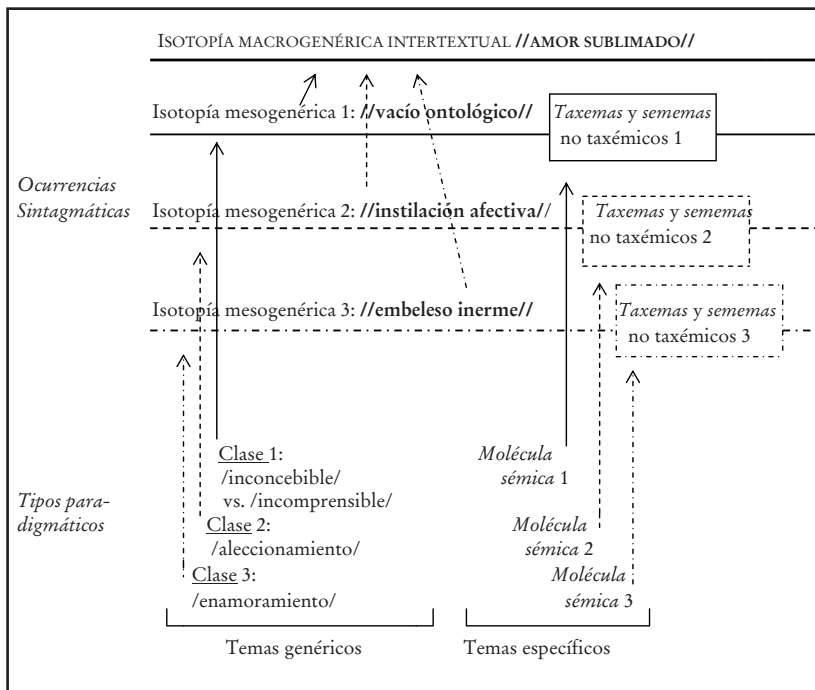 ISOTOPÍA MACROGENÉRICA INTERTEXTUAL //AMOR SUBLIMADO//
Isotopía mesogenérica 1: //vacío ontológico//
Taxemas y sememas
no taxémicos 1
Ocurrencias
Sintagmáticas
Isotopía mesogenérica 2: //instilación afectiva//
Taxemas y sememas
no taxémicos 2
Isotopía mesogenérica 3: //embeleso inerme//
Taxemas y sememas
no taxémicos 3
Tipos para-
digmáticos
Clase 1:
/inconcebible/
vs. /incomprensible/
Clase 2:
/aleccionamiento/
Clase 3:
/enamoramiento/
Molécula
sémica 1
Molécula
sémica 2
Molécula
sémica 3
Temas genéricos
Temas específicos